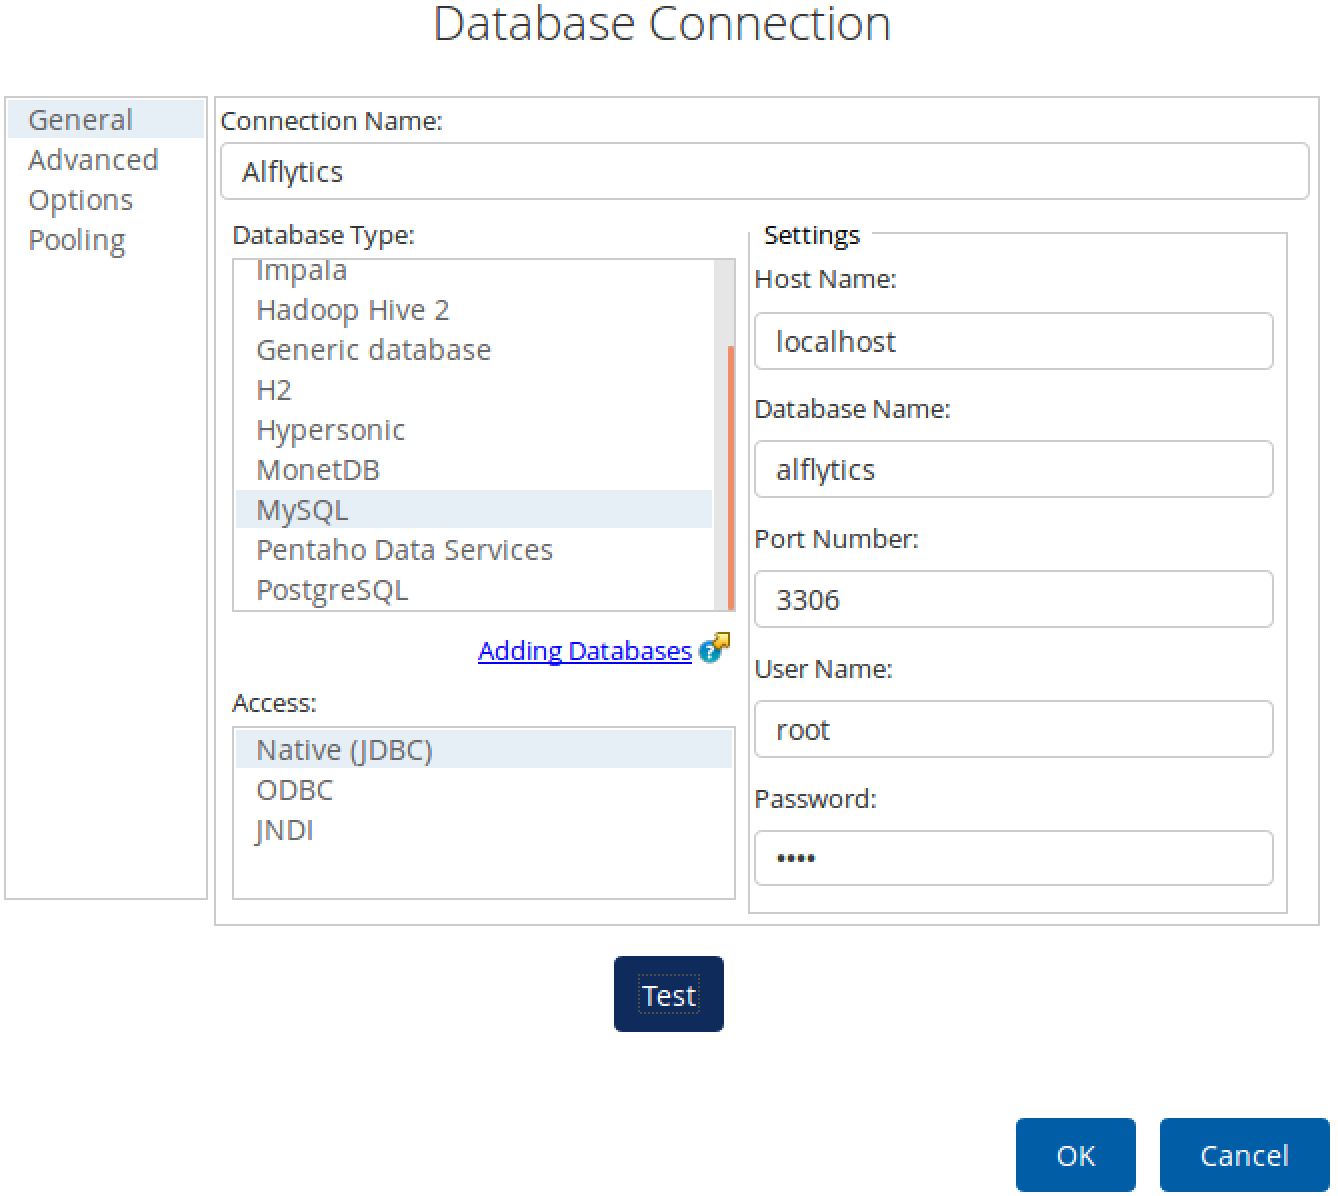 Database Connection
General
Advanced
Options
Pooling
Connection Name:
Alflytics
Database Type:
Impala
Hadoop Hive 2
Generic database
H2
Hypersonic
MonetDB
MySQL
Pentaho Data Services
PostgreSQL
Adding Databases ?
Access:
Native (JDBC)
ODBC
JNDI
Settings
Host Name:
localhost
Database Name:
alflytics
Port Number:
3306
User Name:
root
Password:
••••
Test
OK
Cancel